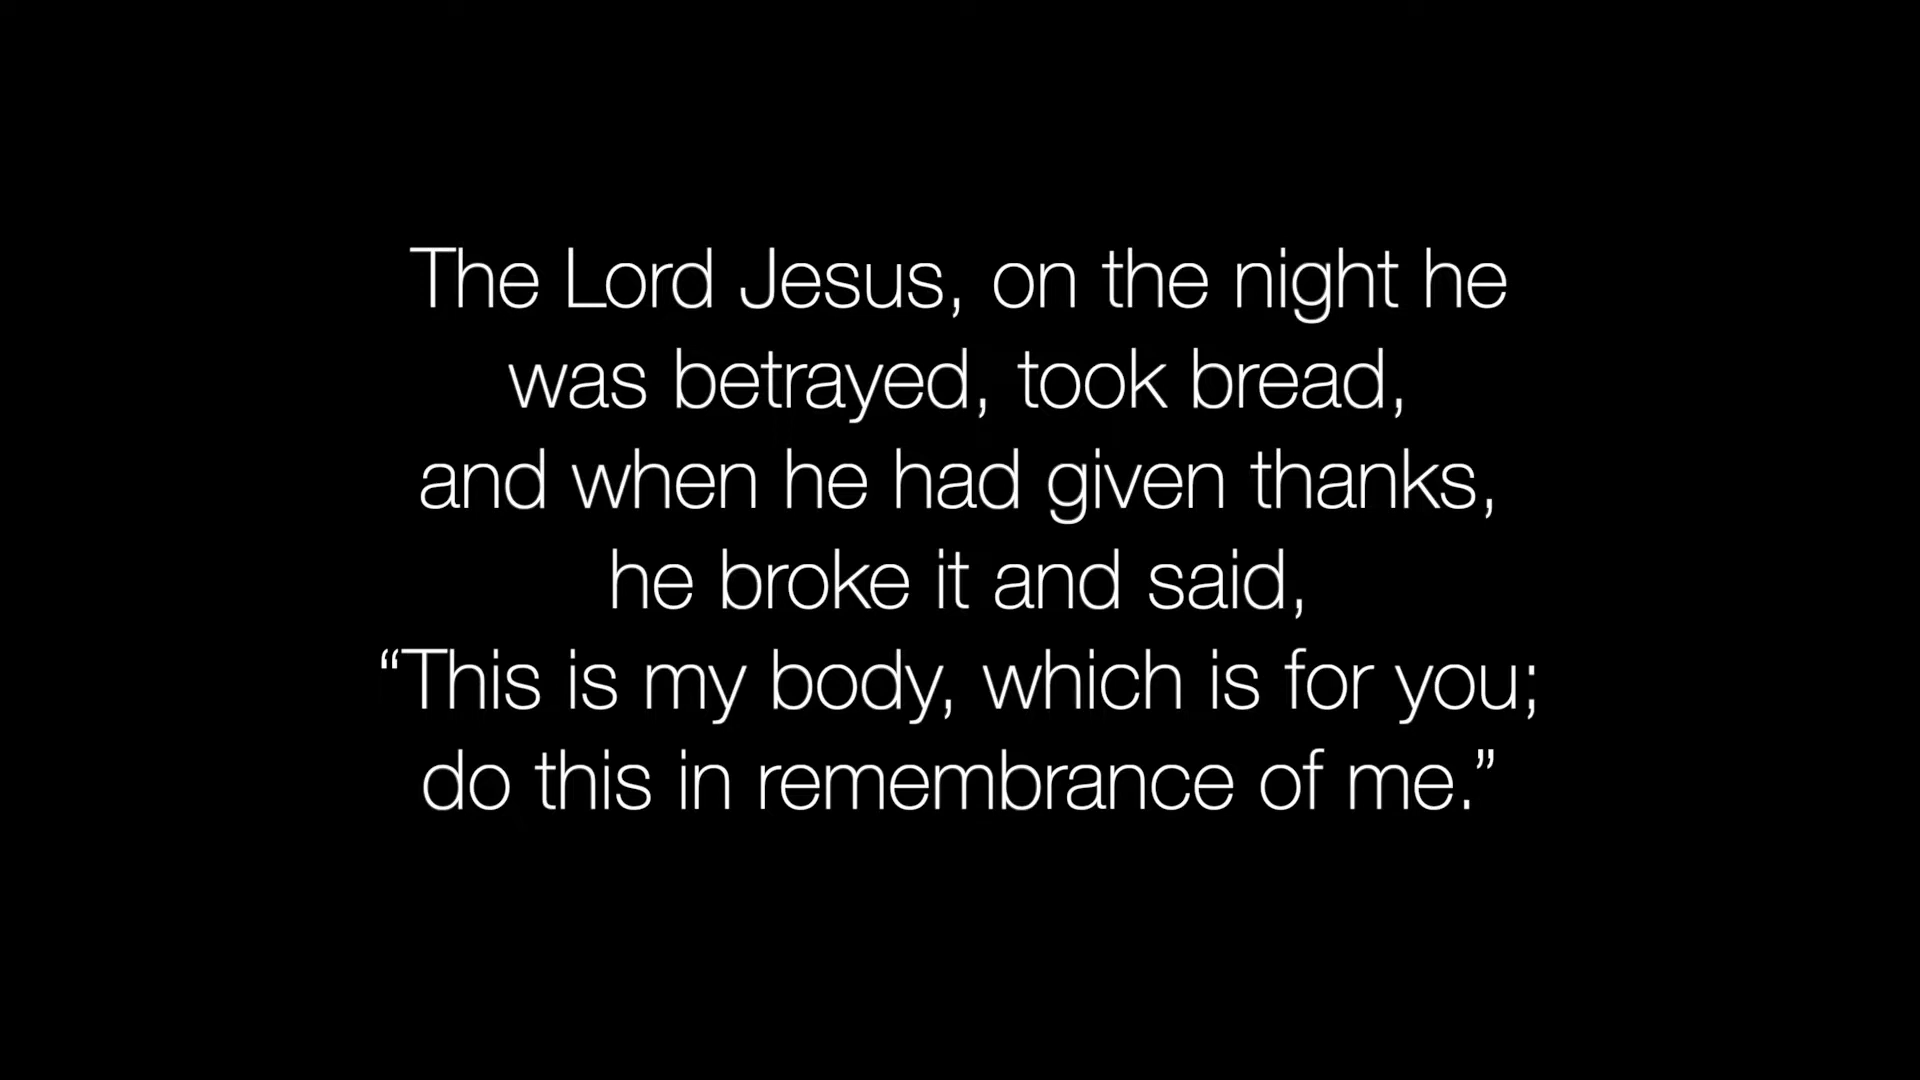 The Lord Jesus, on the night he
was betrayed, took bread,
and when he had given thanks,
he broke it and said,
“This is my body, which is for you;
do this in remembrance of me.”